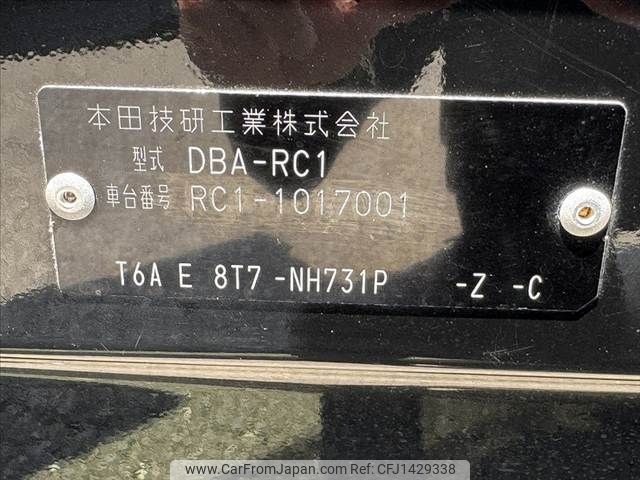 本田技研工業株式会社
型式 DBA-RC1
車台番号 RC1-1017001
T6A E 8T7 -NH731P -Z -C
www.CarFromJapan.com CFJ1429338